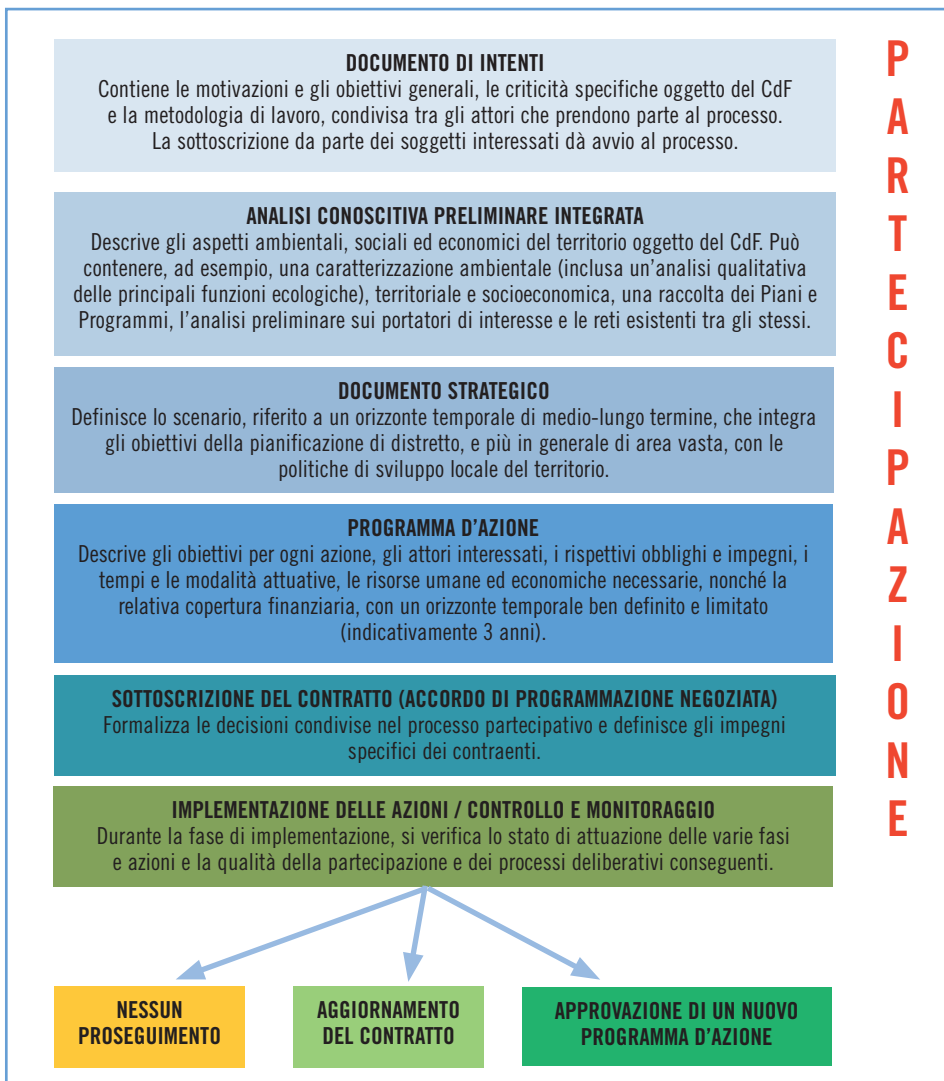 DOCUMENTO DI INTENTI
Contiene le motivazioni e gli obiettivi generali, le criticità specifiche oggetto del CdF
e la metodologia di lavoro, condivisa tra gli attori che prendono parte al processo.
La sottoscrizione da parte dei soggetti interessati dà avvio al processo.
ANALISI CONOSCITIVA PRELIMINARE INTEGRATA
Descrive gli aspetti ambientali, sociali ed economici del territorio oggetto del CdF. Può
contenere, ad esempio, una caratterizzazione ambientale (inclusa un'analisi qualitativa
delle principali funzioni ecologiche), territoriale e socioeconomica, una raccolta dei Piani e
Programmi, l'analisi preliminare sui portatori di interesse e le reti esistenti tra gli stessi.
DOCUMENTO STRATEGICO
Definisce lo scenario, riferito a un orizzonte temporale di medio-lungo termine, che integra
gli obiettivi della pianificazione di distretto, e più in generale di area vasta, con le
politiche di sviluppo locale del territorio.
PROGRAMMA D'AZIONE
Descrive gli obiettivi per ogni azione, gli attori interessati, i rispettivi obblighi e impegni, i
tempi e le modalità attuative, le risorse umane ed economiche necessarie, nonché la
relativa copertura finanziaria, con un orizzonte temporale ben definito e limitato
(indicativamente 3 anni).
SOTTOSCRIZIONE DEL CONTRATTO (ACCORDO DI PROGRAMMAZIONE NEGOZIATA)
Formalizza le decisioni condivise nel processo partecipativo e definisce gli impegni
specifici dei contraenti.
IMPLEMENTAZIONE DELLE AZIONI / CONTROLLO E MONITORAGGIO
Durante la fase di implementazione, si verifica lo stato di attuazione delle varie fasi
e azioni e la qualità della partecipazione e dei processi deliberativi conseguenti.
NESSUN
PROSEGUIMENTO
AGGIORNAMENTO
DEL CONTRATTO
APPROVAZIONE DI UN NUOVO
PROGRAMMA D'AZIONE
PARTECIPAZIONE